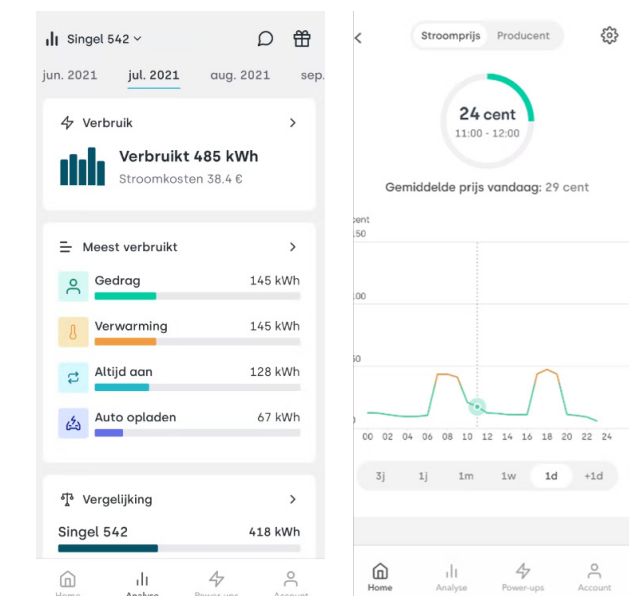 Singel 542
jun. 2021 jul. 2021 aug. 2021 sep.
Verbruik
Verbruikt 485 kWh
Stroomkosten 38.4 €
Meest verbruikt
Gedrag 145 kWh
Verwarming 145 kWh
Altijd aan 128 kWh
Auto opladen 67 kWh
Vergelijking
Singel 542 418 kWh
Home Analyse Power-ups Account
Stroomprijs Producent
24 cent
11:00 - 12:00
Gemiddelde prijs vandaag: 29 cent
cent
150
100
50
00 02 04 06 08 10 12 14 16 18 20 22 24
3j 1j 1m 1w 1d +1d
Home Analyse Power-ups Account